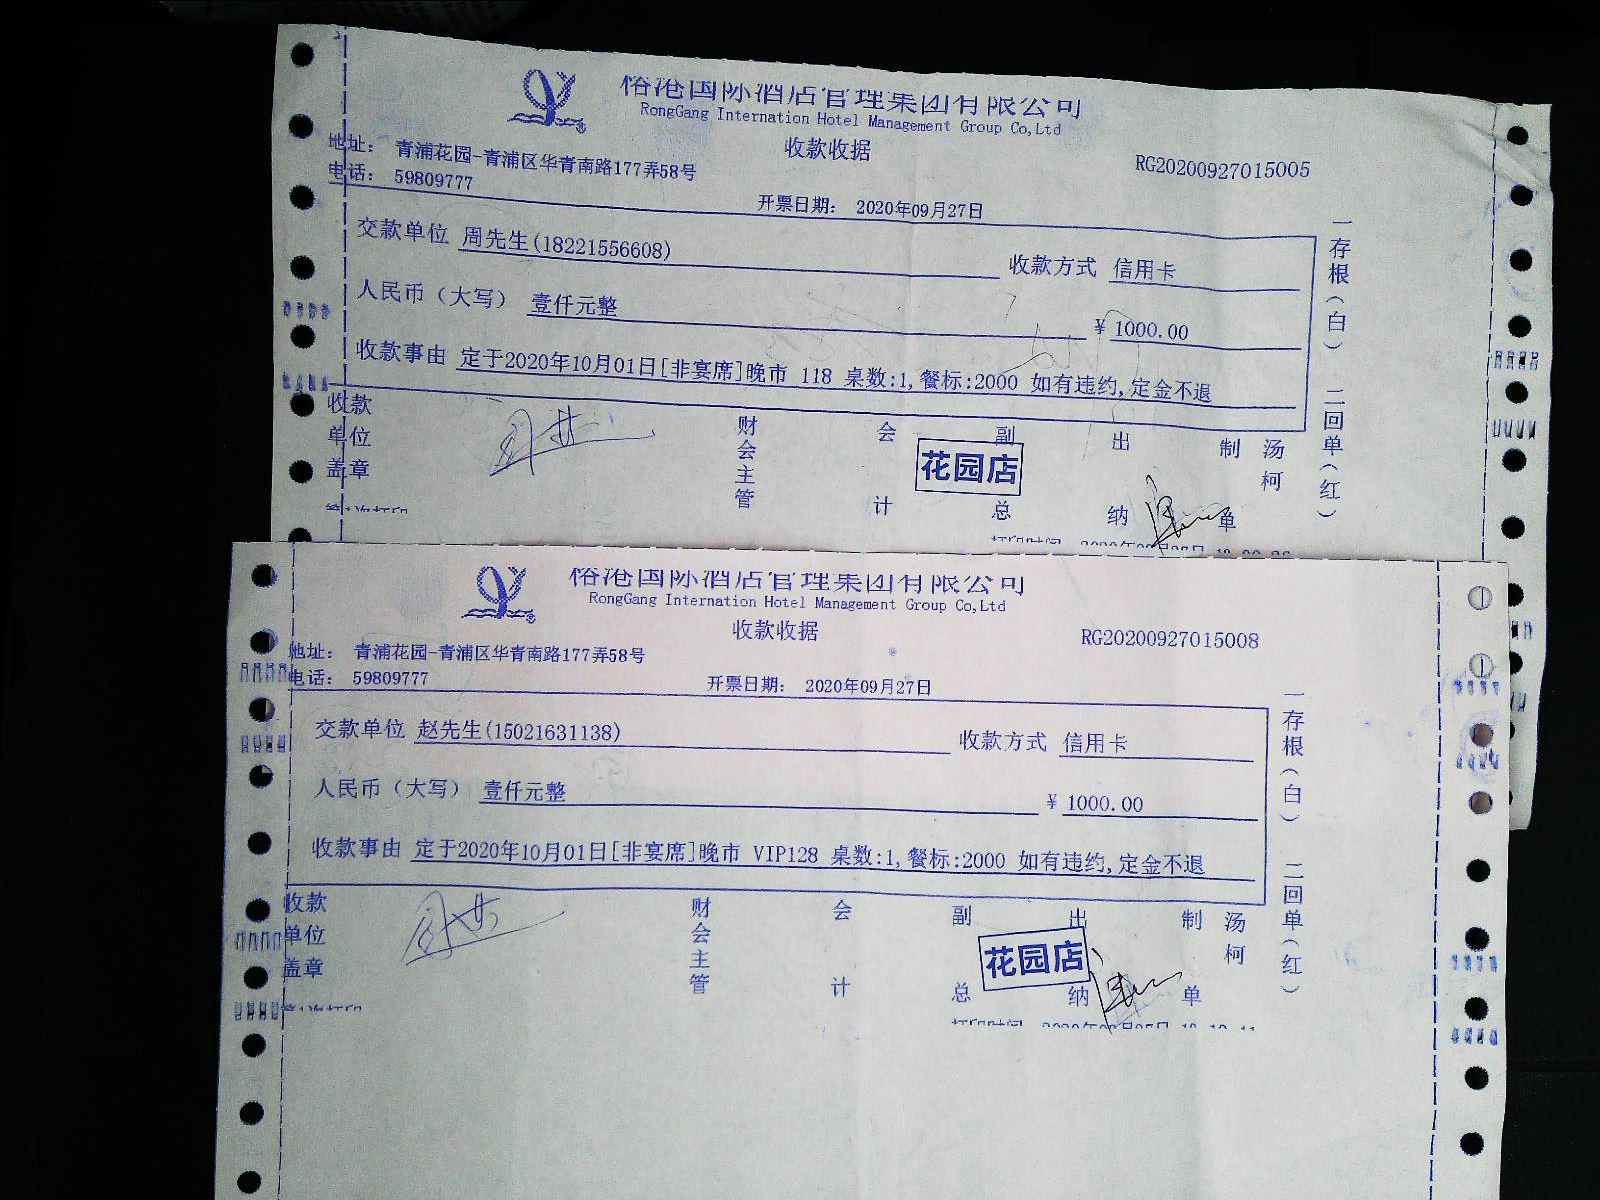 榕港国际酒店管理集团有限公司
RongGang Internation Hotel Management Group Co,Ltd
收款收据
RG20200927015005
地址： 青浦花园-青浦区华青南路177弄58号
电话： 59809777
开票日期： 2020年09月27日
交款单位 周先生(18221556608) 收款方式 信用卡
人民币（大写） 壹仟元整 ¥ 1000.00
收款事由 定于2020年10月01日[非宴席]晚市 118 桌数:1,餐标:2000 如有违约,定金不退
收款单位盖章 财会主管 会计 副总 出纳 制单 汤柯
花园店
一存根（白） 二回单（红）
榕港国际酒店管理集团有限公司
RongGang Internation Hotel Management Group Co,Ltd
收款收据
RG20200927015008
地址： 青浦花园-青浦区华青南路177弄58号
电话： 59809777
开票日期： 2020年09月27日
交款单位 赵先生(15021631138) 收款方式 信用卡
人民币（大写） 壹仟元整 ¥ 1000.00
收款事由 定于2020年10月01日[非宴席]晚市 VIP128 桌数:1,餐标:2000 如有违约,定金不退
收款单位盖章 财会主管 会计 副总 出纳 制单 汤柯
花园店
一存根（白） 二回单（红）